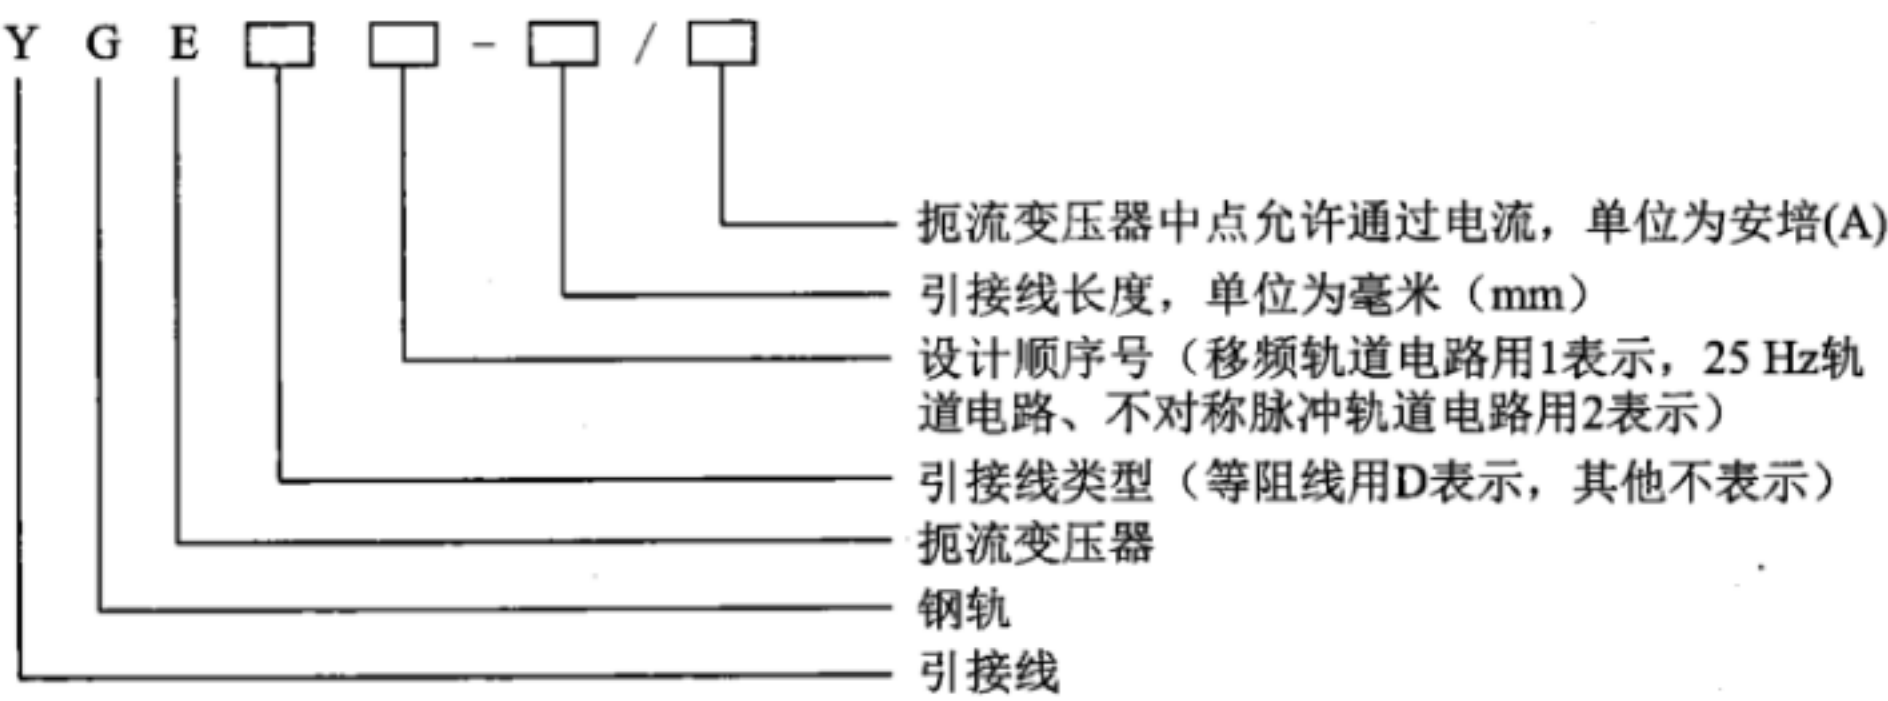 Y G E □ □ - □ / □
扼流变压器中点允许通过电流，单位为安培(A)
引接线长度，单位为毫米（mm）
设计顺序号（移频轨道电路用1表示，25 Hz轨
道电路、不对称脉冲轨道电路用2表示）
引接线类型（等阻线用D表示，其他不表示）
扼流变压器
钢轨
引接线